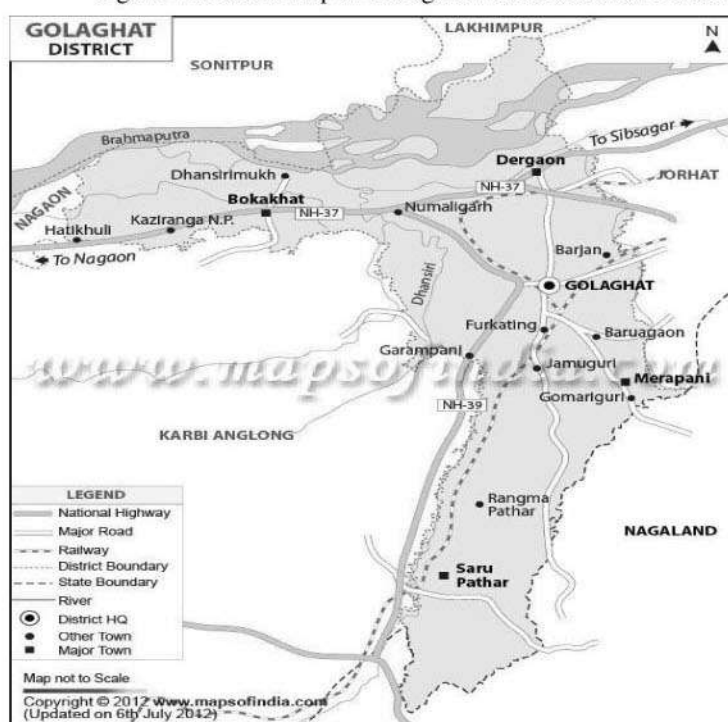 GOLAGHAT
DISTRICT
LAKHIMPUR
N
SONITPUR
Brahmaputra
To Sibsagar
Dhansirimukh
Dergaon
NAGAON
Bokakhat
NH-37
JORHAT
Kaziranga N.P.
NH-37
Numaligarh
Hatikhuli
To Nagaon
Barjan
Dhansiri
GOLAGHAT
Furkating
Baruagaon
Garampani
www.mapsofindia.com
Jamuguri
Merapani
NH-39
Gomariguri
KARBI ANGLONG
LEGEND
National Highway
Major Road
Railway
District Boundary
State Boundary
River
District HQ
Other Town
Major Town
Rangma
Pathar
NAGALAND
Saru
Pathar
Map not to Scale
Copyright © 2012 www.mapsofindia.com
(Updated on 6th July 2012)